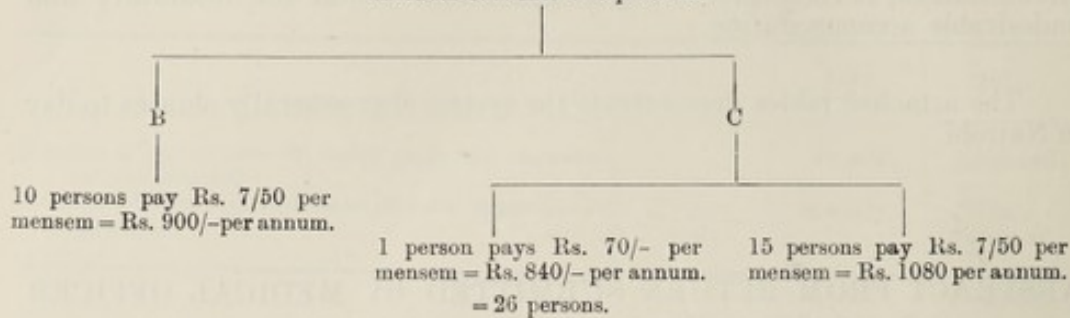 B
C
10 persons pay Rs. 7/50 per
mensem = Rs. 900/-per annum.
1 person pays Rs. 70/- per
mensem = Rs. 840/- per annum.
= 26 persons.
15 persons pay Rs. 7/50 per
mensem = Rs. 1080 per annum.